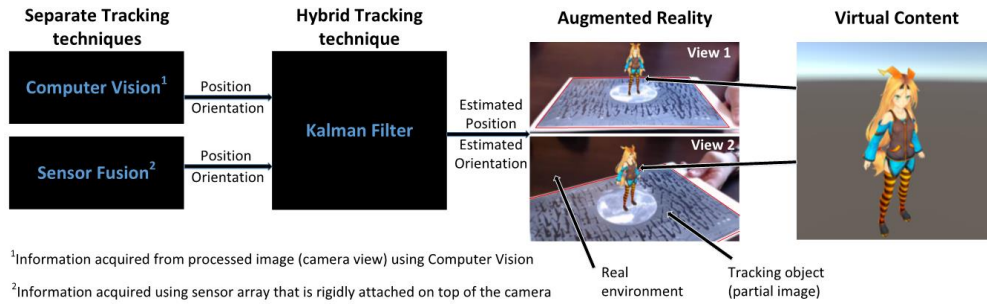 Separate Tracking
techniques
Hybrid Tracking
technique
Augmented Reality
Virtual Content
Computer Vision¹
Position
Orientation
Sensor Fusion²
Position
Orientation
Kalman Filter
Estimated
Position
Estimated
Orientation
View 1
View 2
Real
environment
Tracking object
(partial image)
¹Information acquired from processed image (camera view) using Computer Vision
²Information acquired using sensor array that is rigidly attached on top of the camera